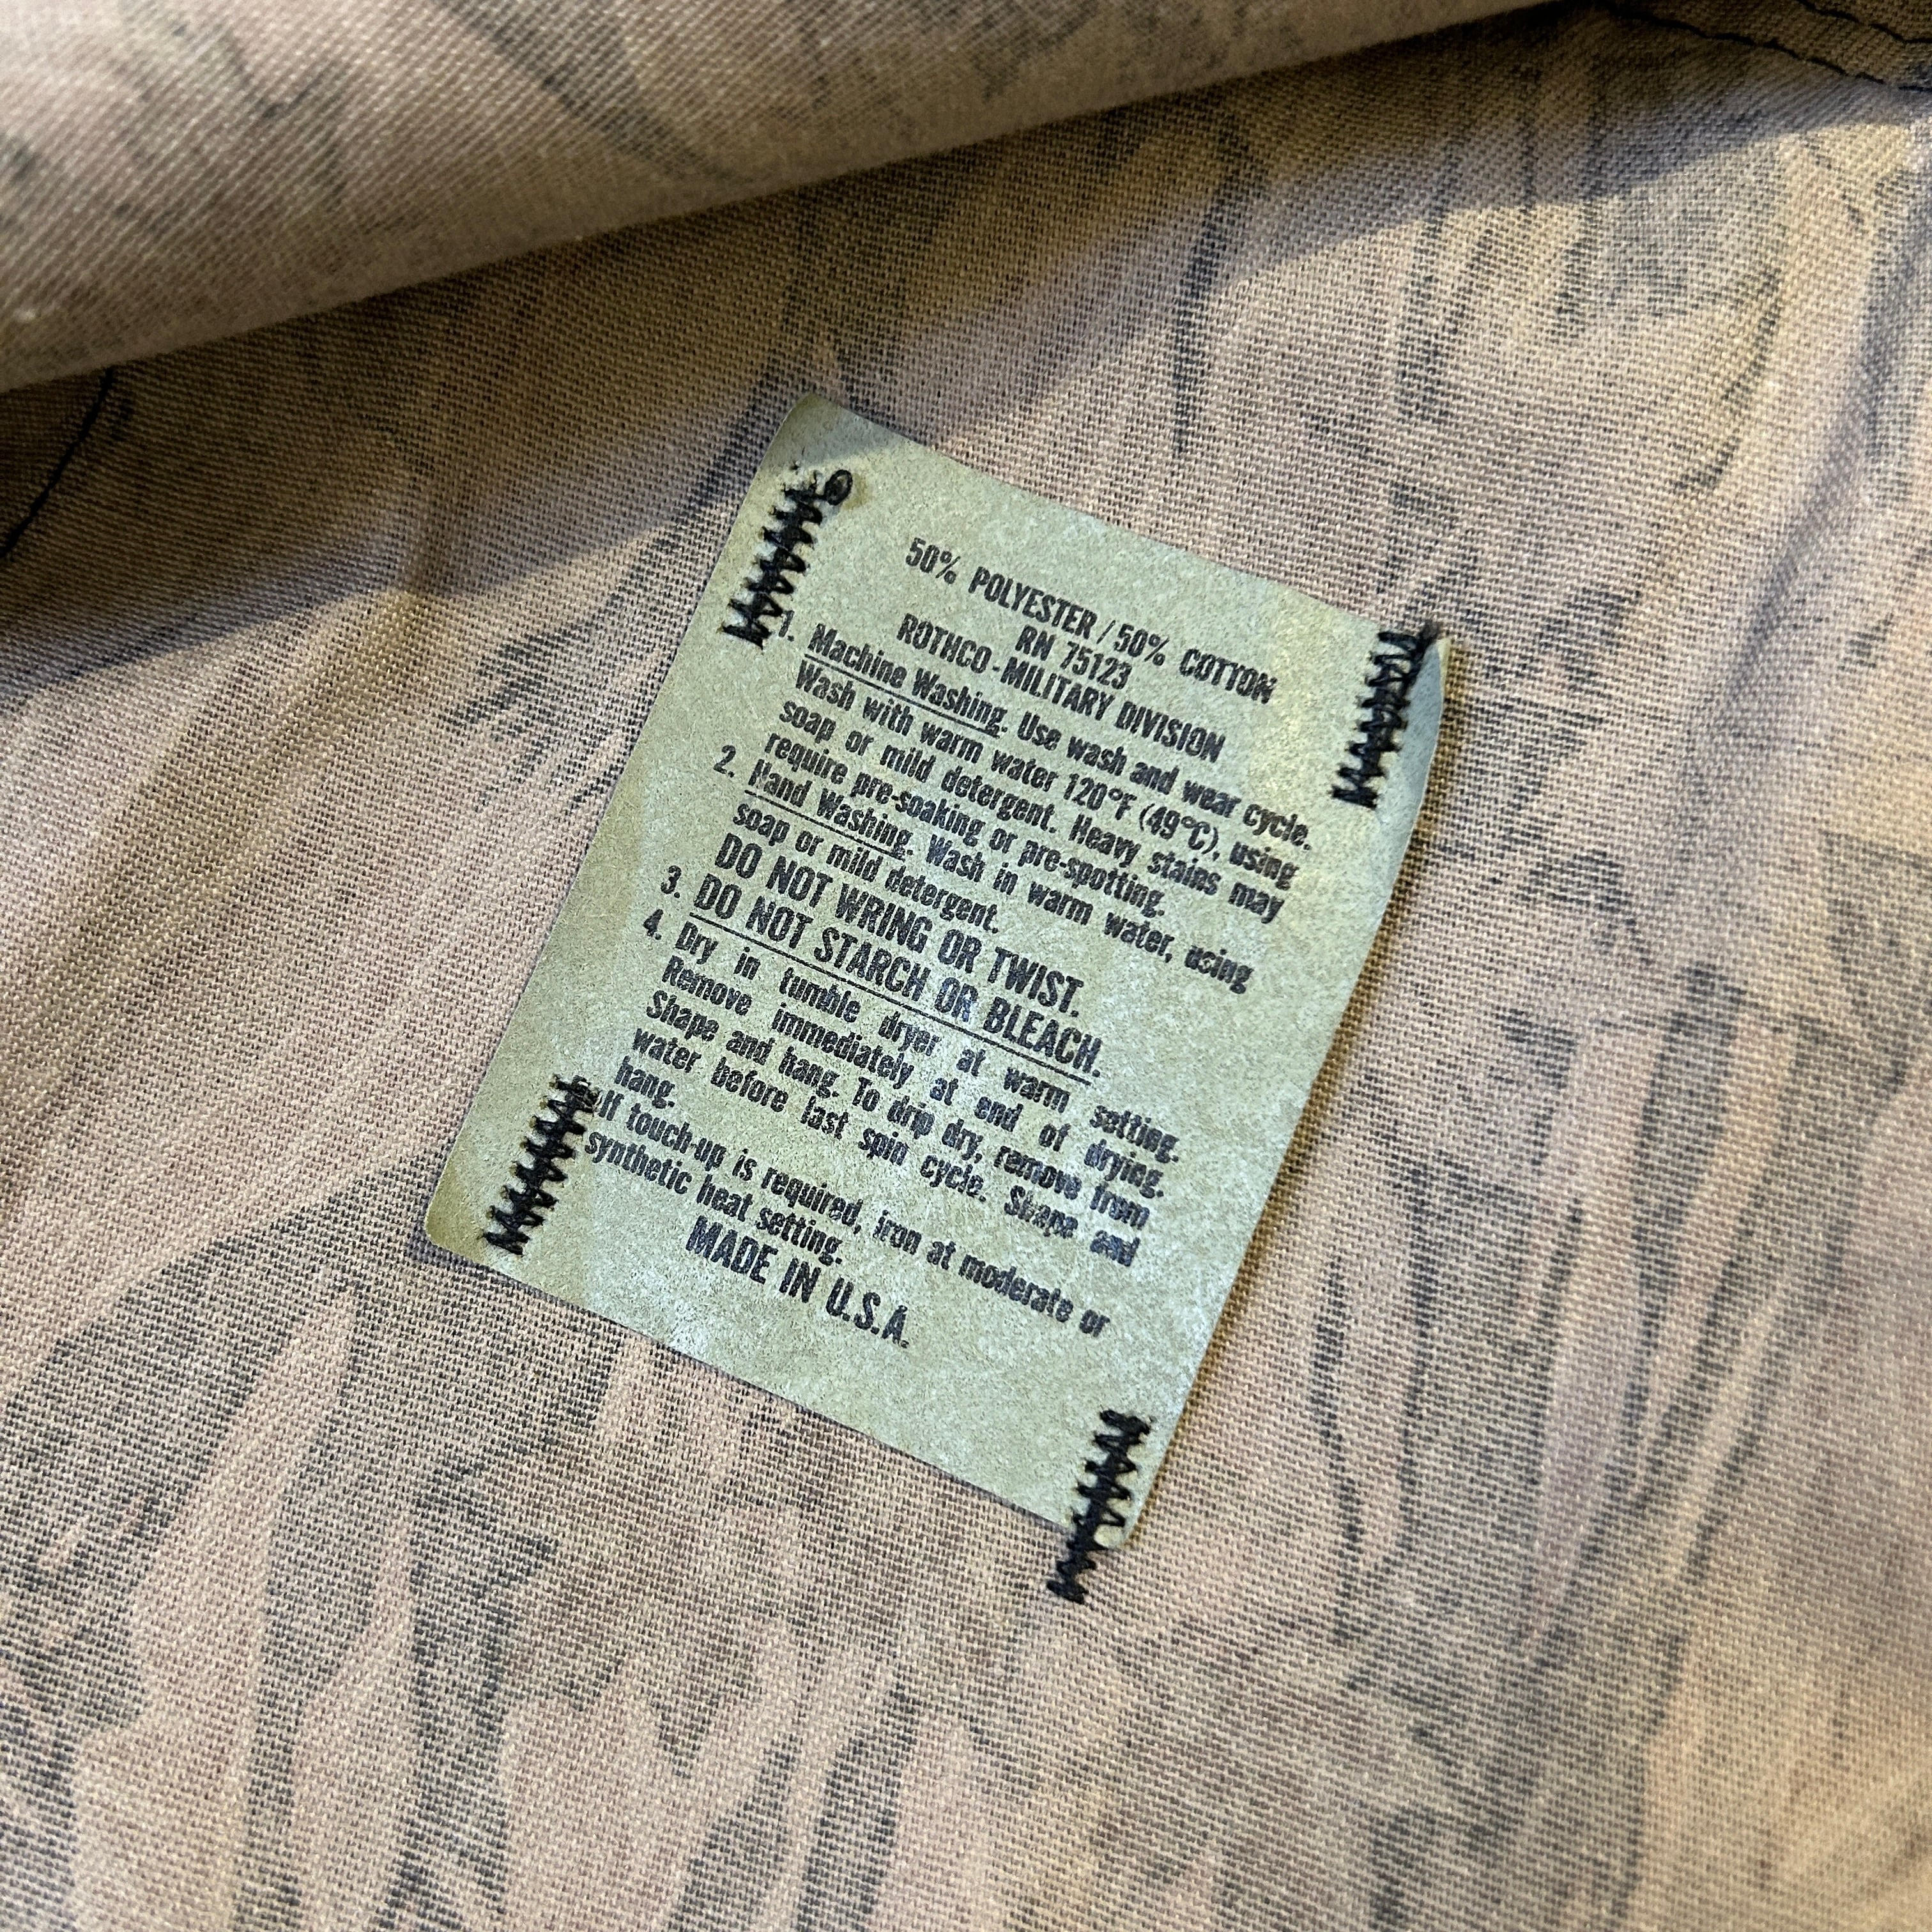 50% POLYESTER / 50% COTTON
RN 75123
ROTHCO - MILITARY DIVISION
1. Machine Washing. Use wash and wear cycle.
Wash with warm water 120°F (49°C), using
soap or mild detergent. Heavy stains may
require pre-soaking or pre-spotting.
2. Hand Washing. Wash in warm water, using
soap or mild detergent.
DO NOT WRING OR TWIST.
3. DO NOT STARCH OR BLEACH.
4. Dry in tumble dryer at warm setting.
Remove immediately at end of drying.
Shape and hang. To drip dry, remove from
water before last spin cycle. Shape and
hang.
If touch-up is required, iron at moderate or
synthetic heat setting.
MADE IN U.S.A.